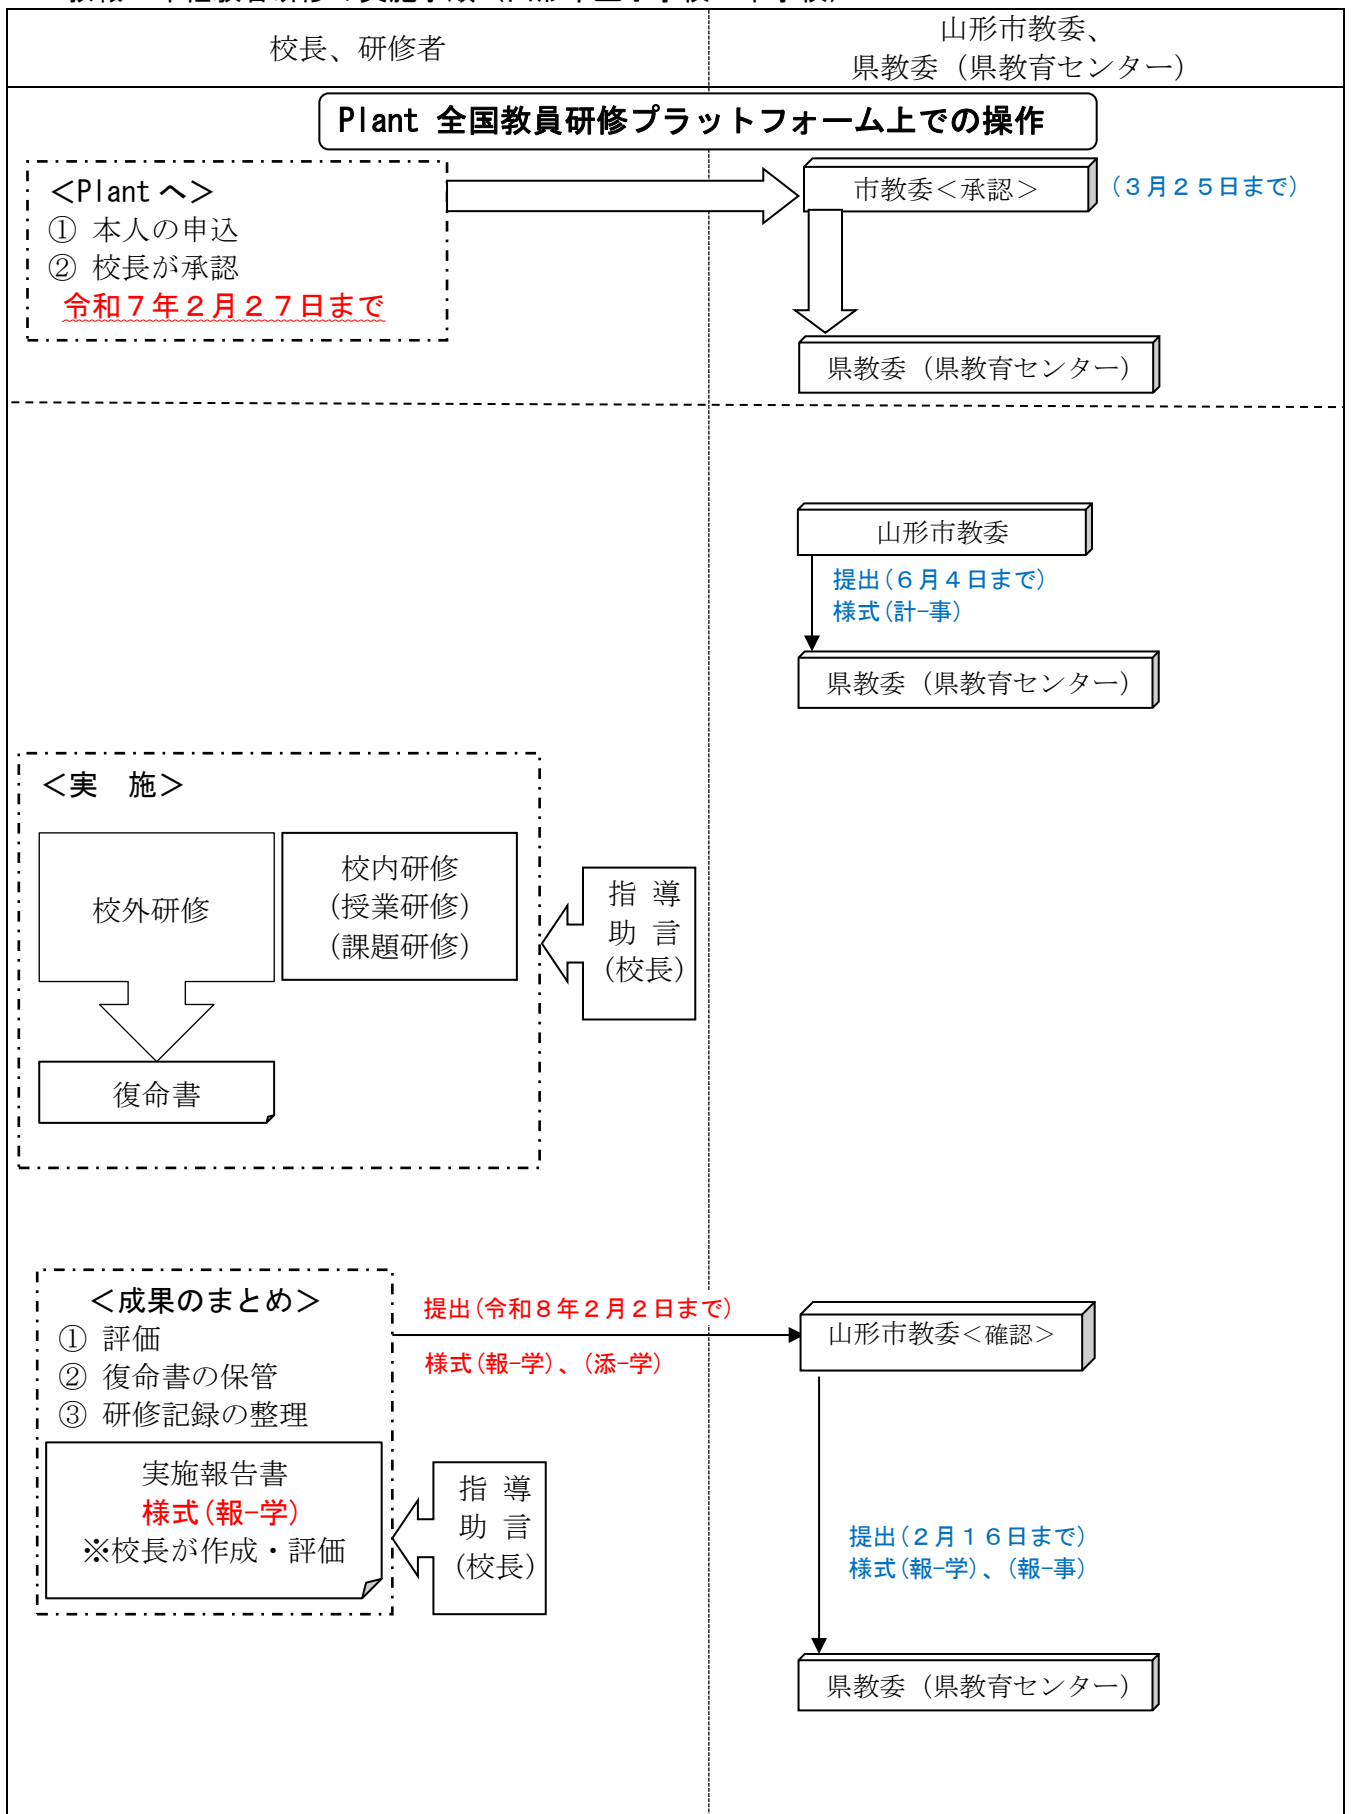 校長、研修者
山形市教委、
県教委（県教育センター）
Plant 全国教員研修プラットフォーム上での操作
＜Plant へ＞
① 本人の申込
② 校長が承認
令和７年２月２７日まで
市教委＜承認＞
（３月２５日まで）
県教委（県教育センター）
山形市教委
提出（６月４日まで）
様式（計−事）
県教委（県教育センター）
＜実　施＞
校外研修
校内研修
（授業研修）
（課題研修）
指 導
助 言
（校長）
復命書
＜成果のまとめ＞
① 評価
② 復命書の保管
③ 研修記録の整理
実施報告書
様式（報−学）
※校長が作成・評価
指 導
助 言
（校長）
提出（令和８年２月２日まで）
様式（報−学）、（添−学）
山形市教委＜確認＞
提出（２月１６日まで）
様式（報−学）、（報−事）
県教委（県教育センター）